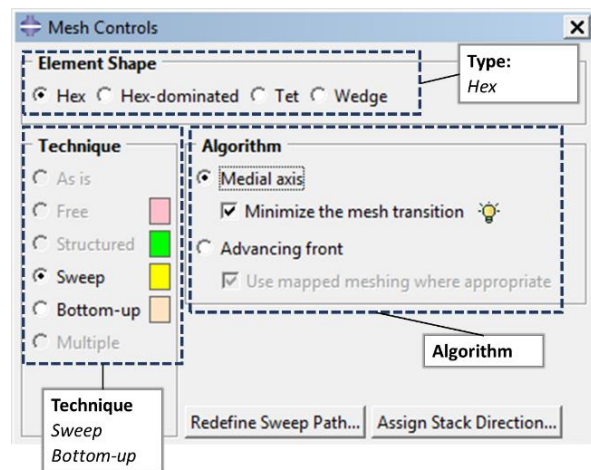 Mesh Controls
Element Shape
Hex Hex-dominated Tet Wedge
Type:
Hex
Technique
As is
Free
Structured
Sweep
Bottom-up
Multiple
Algorithm
Medial axis
Minimize the mesh transition
Advancing front
Use mapped meshing where appropriate
Algorithm
Technique
Sweep
Bottom-up
Redefine Sweep Path... Assign Stack Direction...